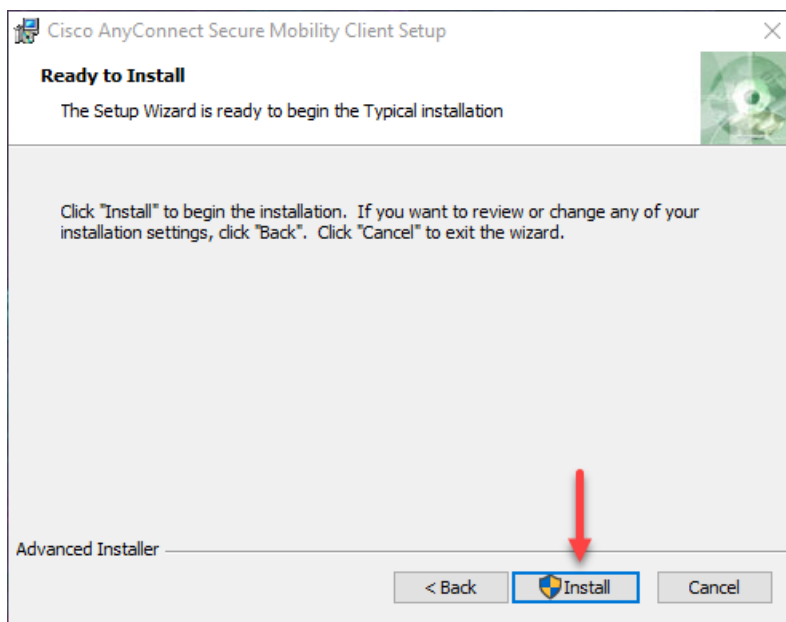 Cisco AnyConnect Secure Mobility Client Setup
Ready to Install
The Setup Wizard is ready to begin the Typical installation
Click "Install" to begin the installation.  If you want to review or change any of your
installation settings, click "Back".  Click "Cancel" to exit the wizard.
Advanced Installer
< Back
Install
Cancel